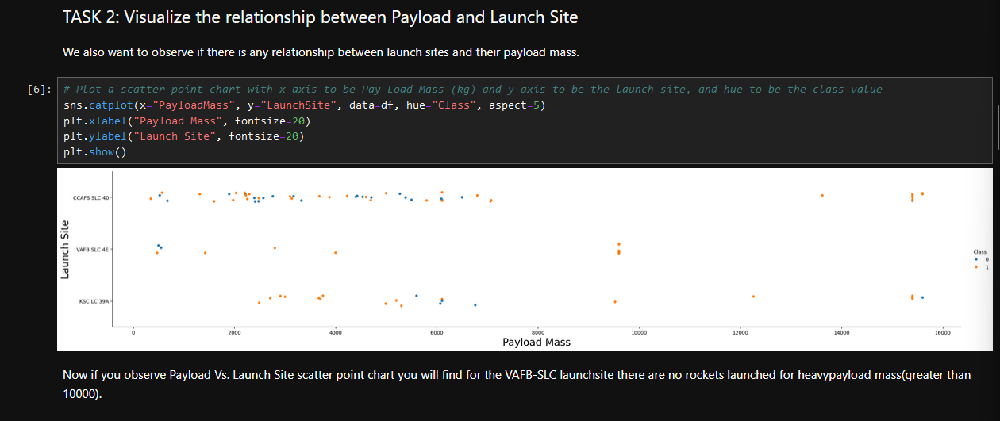 TASK 2: Visualize the relationship between Payload and Launch Site
We also want to observe if there is any relationship between launch sites and their payload mass.
[6]:
# Plot a scatter point chart with x axis to be Pay Load Mass (kg) and y axis to be the launch site, and hue to be the class value
sns.catplot(x="PayloadMass", y="LaunchSite", data=df, hue="Class", aspect=5)
plt.xlabel("Payload Mass", fontsize=20)
plt.ylabel("Launch Site", fontsize=20)
plt.show()
Launch Site
CCAFS SLC 40
VAFB SLC 4E
KSC LC 39A
Class
0
1
0 2000 4000 6000 8000 10000 12000 14000 16000
Payload Mass
Now if you observe Payload Vs. Launch Site scatter point chart you will find for the VAFB-SLC launchsite there are no rockets launched for heavypayload mass(greater than
10000).